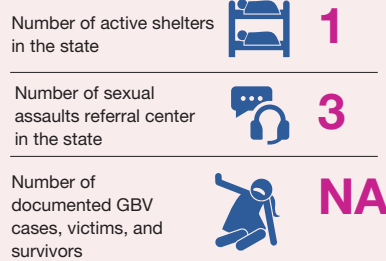 Number of active shelters
in the state
1
Number of sexual
assaults referral center
in the state
3
Number of
documented GBV
cases, victims, and
survivors
NA